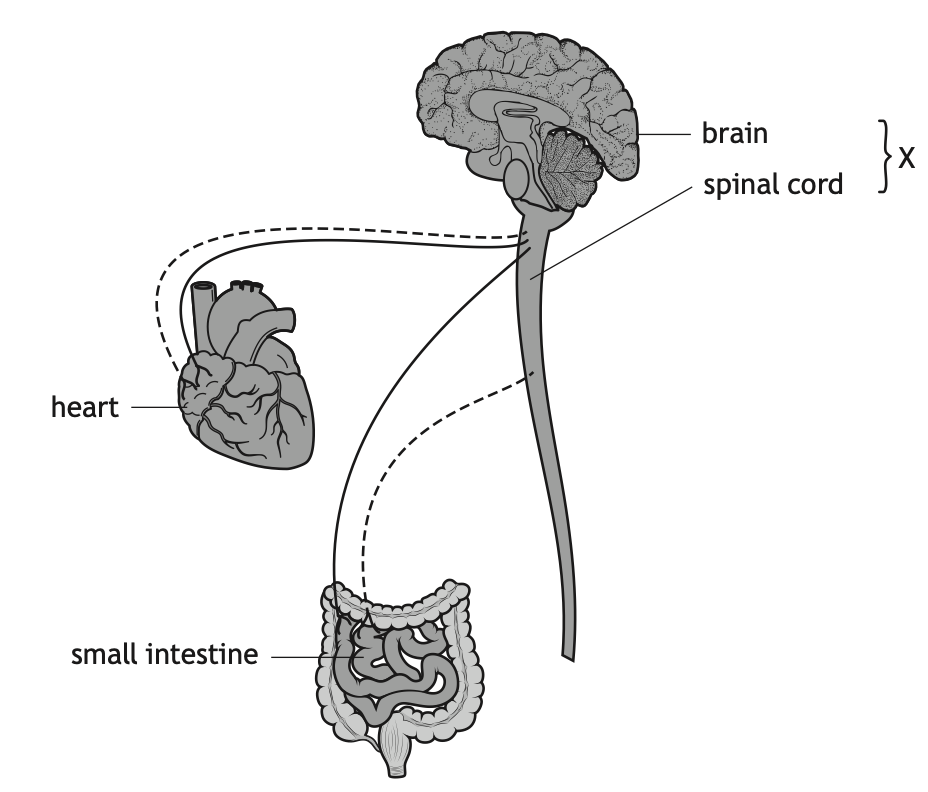 brain
X
spinal cord
heart
small intestine